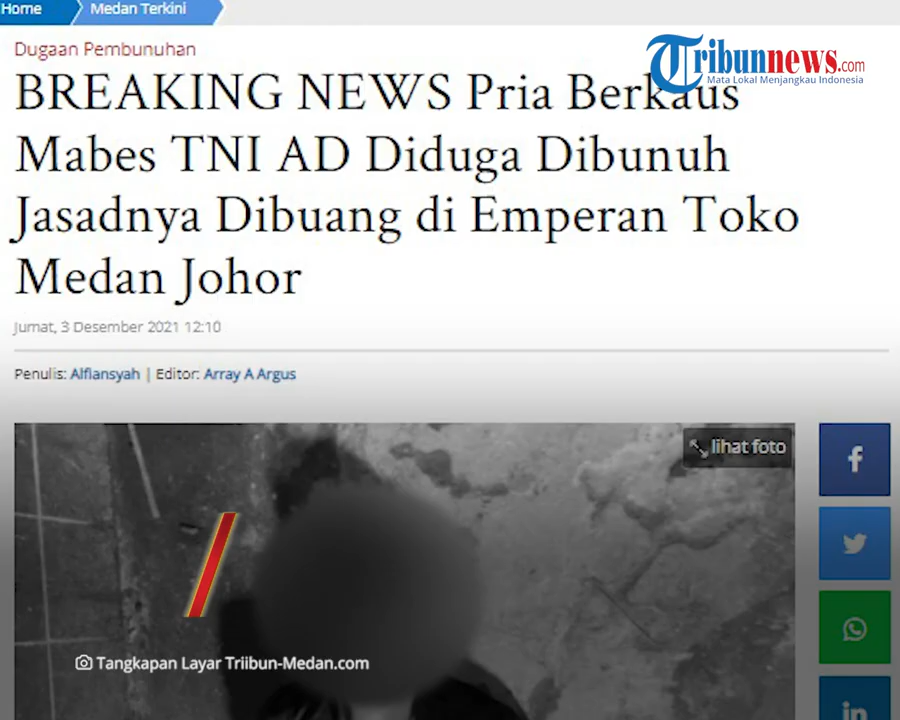 Home Medan Terkini
Dugaan Pembunuhan
Tribunnews.com
Mata Lokal Menjangkau Indonesia
BREAKING NEWS Pria Berkaus
Mabes TNI AD Diduga Dibunuh
Jasadnya Dibuang di Emperan Toko
Medan Johor
Jumat, 3 Desember 2021 12:10
Penulis: Alfiansyah | Editor: Array A Argus
lihat foto
Tangkapan Layar Triibun-Medan.com